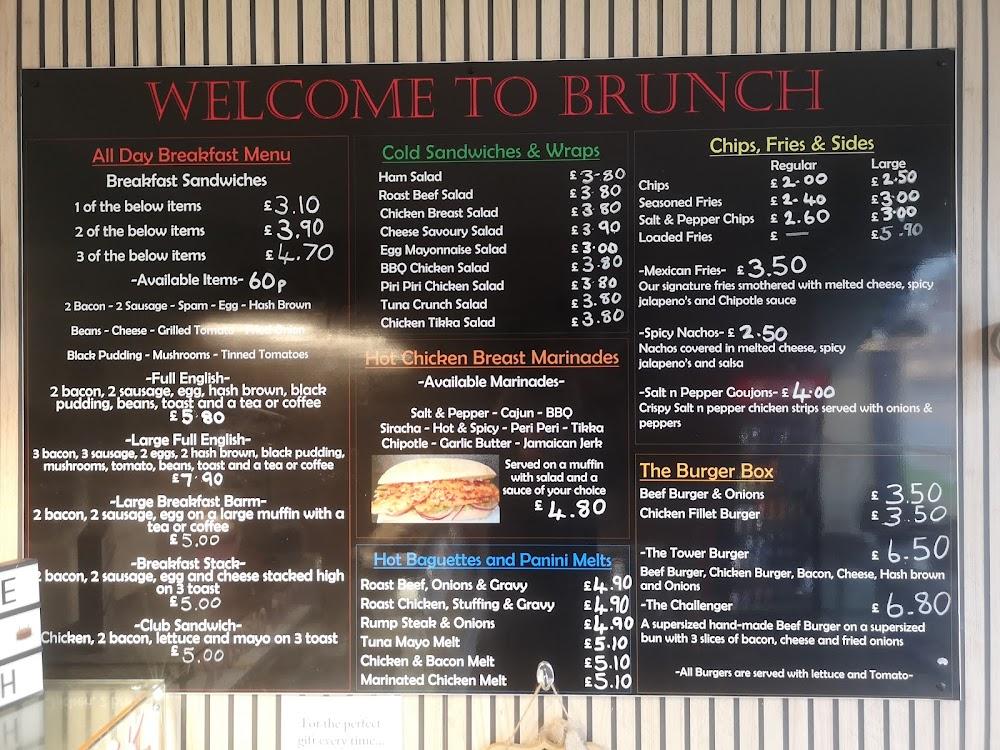 WELCOME TO BRUNCH
All Day Breakfast Menu
Breakfast Sandwiches
1 of the below items £3.10
2 of the below items £3.90
3 of the below items £4.70
-Available Items- 60p
2 Bacon - 2 Sausage - Spam - Egg - Hash Brown
Beans - Cheese - Grilled Tomato - Fried Onion
Black Pudding - Mushrooms - Tinned Tomatoes
-Full English-
2 bacon, 2 sausage, egg, hash brown, black
pudding, beans, toast and a tea or coffee
£5.80
-Large Full English-
3 bacon, 3 sausage, 2 eggs, 2 hash brown, black pudding,
mushrooms, tomato, beans, toast and a tea or coffee
£7.90
-Large Breakfast Barm-
2 bacon, 2 sausage, egg on a large muffin with a
tea or coffee
£5.00
-Breakfast Stack-
2 bacon, 2 sausage, egg and cheese stacked high
on 3 toast
£5.00
-Club Sandwich-
Chicken, 2 bacon, lettuce and mayo on 3 toast
£5.00
Cold Sandwiches & Wraps
Ham Salad £3-80
Roast Beef Salad £3.80
Chicken Breast Salad £3.80
Cheese Savoury Salad £3.90
Egg Mayonnaise Salad £3.00
BBQ Chicken Salad £3.80
Piri Piri Chicken Salad £3.80
Tuna Crunch Salad £3.80
Chicken Tikka Salad £3.80
Hot Chicken Breast Marinades
-Available Marinades-
Salt & Pepper - Cajun - BBQ
Siracha - Hot & Spicy - Peri Peri - Tikka
Chipotle - Garlic Butter - Jamaican Jerk
Served on a muffin
with salad and a
sauce of your choice
£4.80
Hot Baguettes and Panini Melts
Roast Beef, Onions & Gravy £4.90
Roast Chicken, Stuffing & Gravy £4.90
Rump Steak & Onions £4.90
Tuna Mayo Melt £5.10
Chicken & Bacon Melt £5.10
Marinated Chicken Melt £5.10
Chips, Fries & Sides
Regular Large
Chips £2.00 £2.50
Seasoned Fries £2-40 £3.00
Salt & Pepper Chips £2.60 £3.00
Loaded Fries £ — £5.90
-Mexican Fries- £3.50
Our signature fries smothered with melted cheese, spicy
jalapeno's and Chipotle sauce
-Spicy Nachos- £2.50
Nachos covered in melted cheese, spicy
jalapeno's and salsa
-Salt n Pepper Goujons- £4.00
Crispy Salt n pepper chicken strips served with onions &
peppers
The Burger Box
Beef Burger & Onions £3.50
Chicken Fillet Burger £3.50
-The Tower Burger £6.50
Beef Burger, Chicken Burger, Bacon, Cheese, Hash brown
and Onions
-The Challenger £6.80
A supersized hand-made Beef Burger on a supersized
bun with 3 slices of bacon, cheese and fried onions
-All Burgers are served with lettuce and Tomato-
E
H
For the perfect
gift every time...